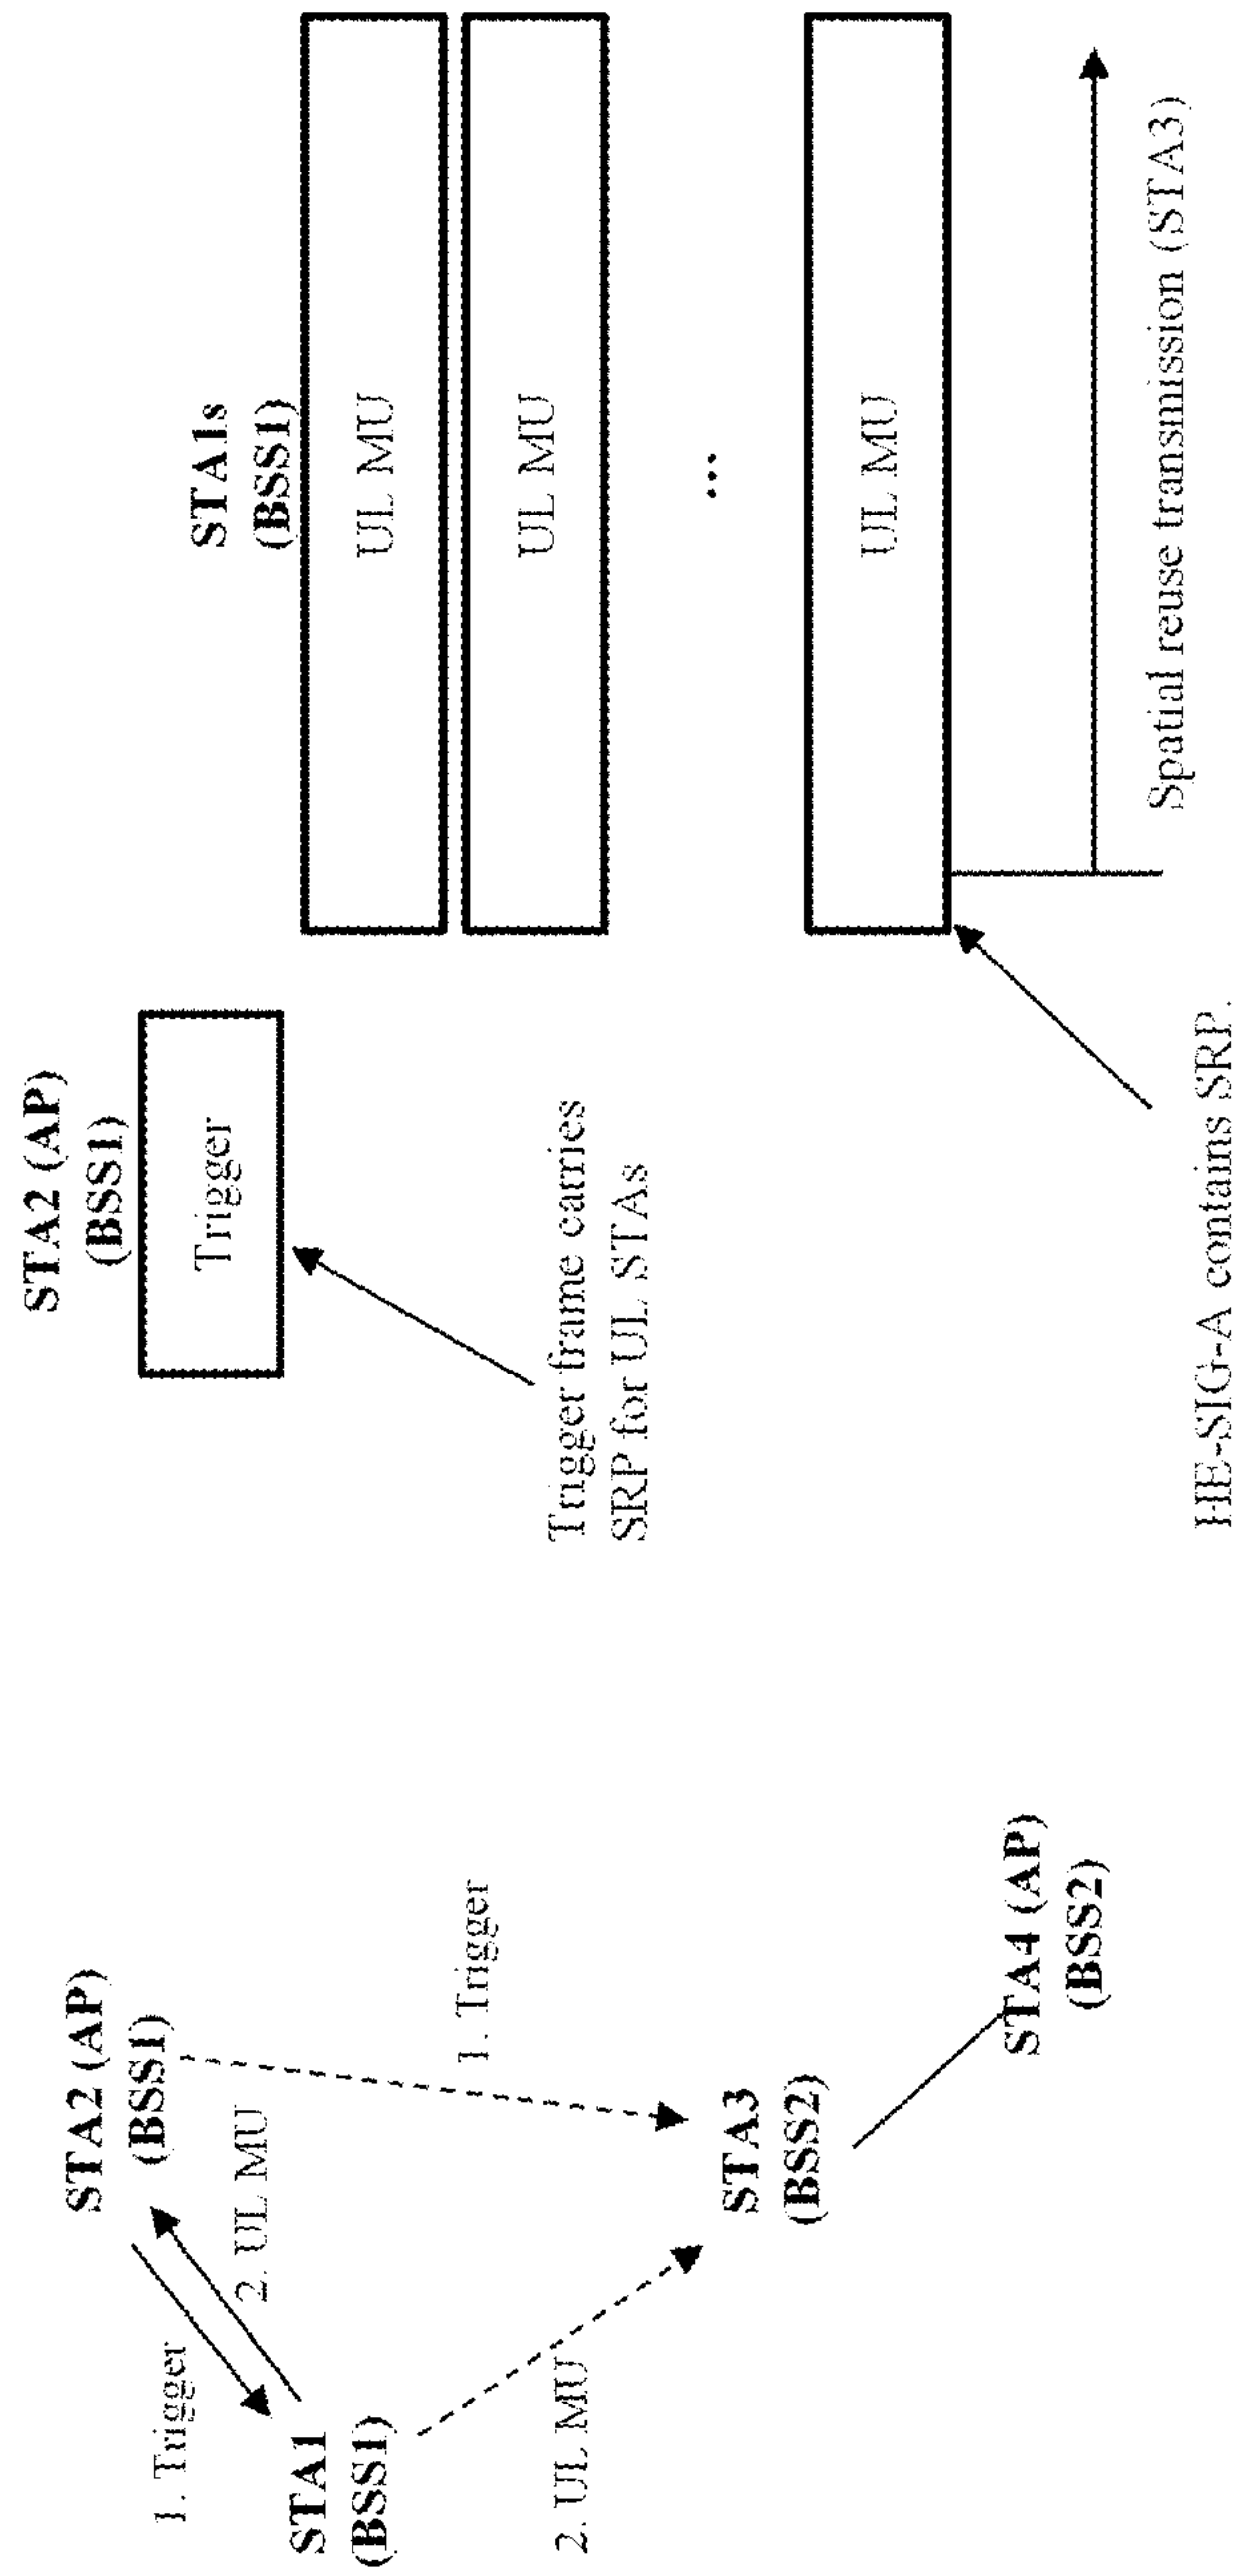 STA2 (AP)
(BSS1)
1. Trigger
2. UL MU
STA1
(BSS1)
1. Trigger
2. UL MU
STA3
(BSS2)
STA4 (AP)
(BSS2)
STA2 (AP)
(BSS1)
Trigger
Trigger frame carries
SRP for UL STAs
STA1s
(BSS1)
UL MU
UL MU
...
UL MU
HE-SIG-A contains SRP.
Spatial reuse transmission (STA3)